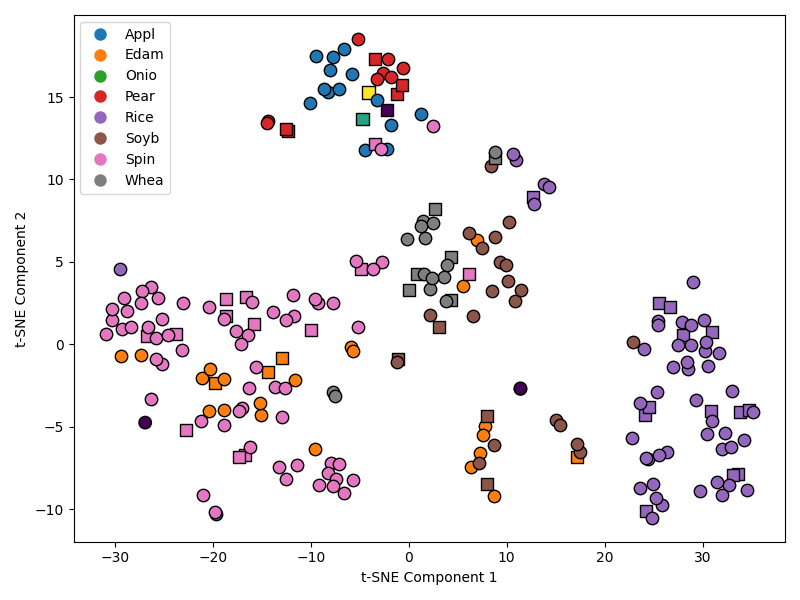 Appl
Edam
Onio
Pear
Rice
Soyb
Spin
Whea
15
10
5
0
−5
−10
−30
−20
−10
0
10
20
30
t-SNE Component 2
t-SNE Component 1